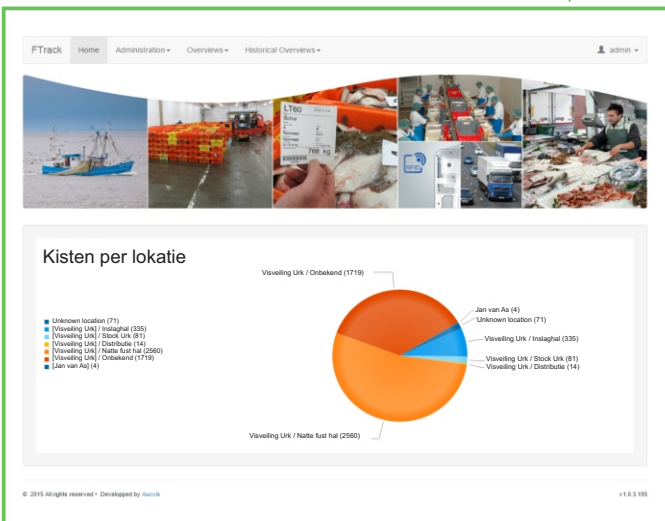 FTrack Home Administration Overviews Historical Overviews admin
LT60
Schol
768 kg
RFID
Kisten per lokatie
Visveiling Urk / Onbekend (1719)
Unknown location (71)
[Visveiling Urk] / Inslaghal (335)
[Visveiling Urk] / Stock Urk (81)
[Visveiling Urk] / Distributie (14)
[Visveiling Urk] / Natte fust hal (2560)
[Visveiling Urk] / Onbekend (1719)
[Jan van As] (4)
Jan van As (4)
Unknown location (71)
Visveiling Urk / Inslaghal (335)
Visveiling Urk / Stock Urk (81)
Visveiling Urk / Distributie (14)
Visveiling Urk / Natte fust hal (2560)
© 2015 All rights reserved • Developped by v1.0.3.195